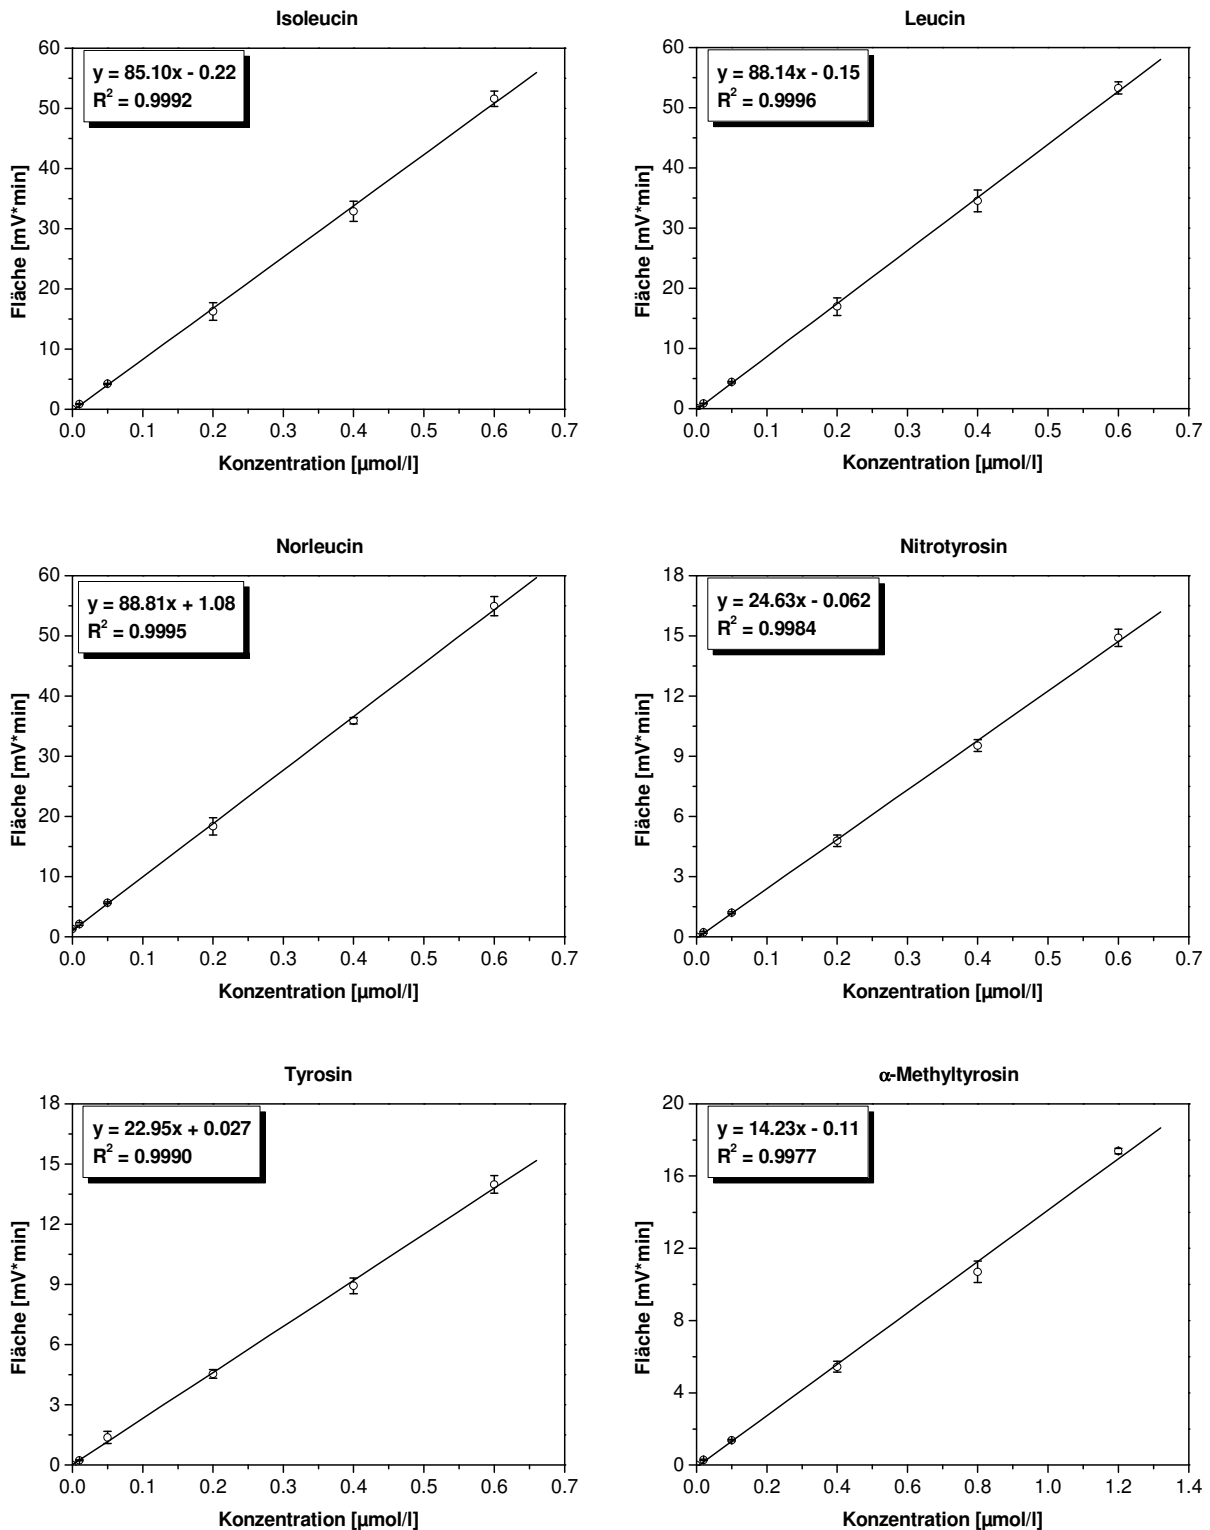 Isoleucin
y = 85.10x - 0.22
R² = 0.9992
60
50
40
30
20
10
0
0.0 0.1 0.2 0.3 0.4 0.5 0.6 0.7
Fläche [mV*min]
Konzentration [µmol/l]
Leucin
y = 88.14x - 0.15
R² = 0.9996
60
50
40
30
20
10
0
0.0 0.1 0.2 0.3 0.4 0.5 0.6 0.7
Fläche [mV*min]
Konzentration [µmol/l]
Norleucin
y = 88.81x + 1.08
R² = 0.9995
60
50
40
30
20
10
0
0.0 0.1 0.2 0.3 0.4 0.5 0.6 0.7
Fläche [mV*min]
Konzentration [µmol/l]
Nitrotyrosin
y = 24.63x - 0.062
R² = 0.9984
18
15
12
9
6
3
0
0.0 0.1 0.2 0.3 0.4 0.5 0.6 0.7
Fläche [mV*min]
Konzentration [µmol/l]
Tyrosin
y = 22.95x + 0.027
R² = 0.9990
18
15
12
9
6
3
0
0.0 0.1 0.2 0.3 0.4 0.5 0.6 0.7
Fläche [mV*min]
Konzentration [µmol/l]
α-Methyltyrosin
y = 14.23x - 0.11
R² = 0.9977
20
16
12
8
4
0
0.0 0.2 0.4 0.6 0.8 1.0 1.2 1.4
Fläche [mV*min]
Konzentration [µmol/l]